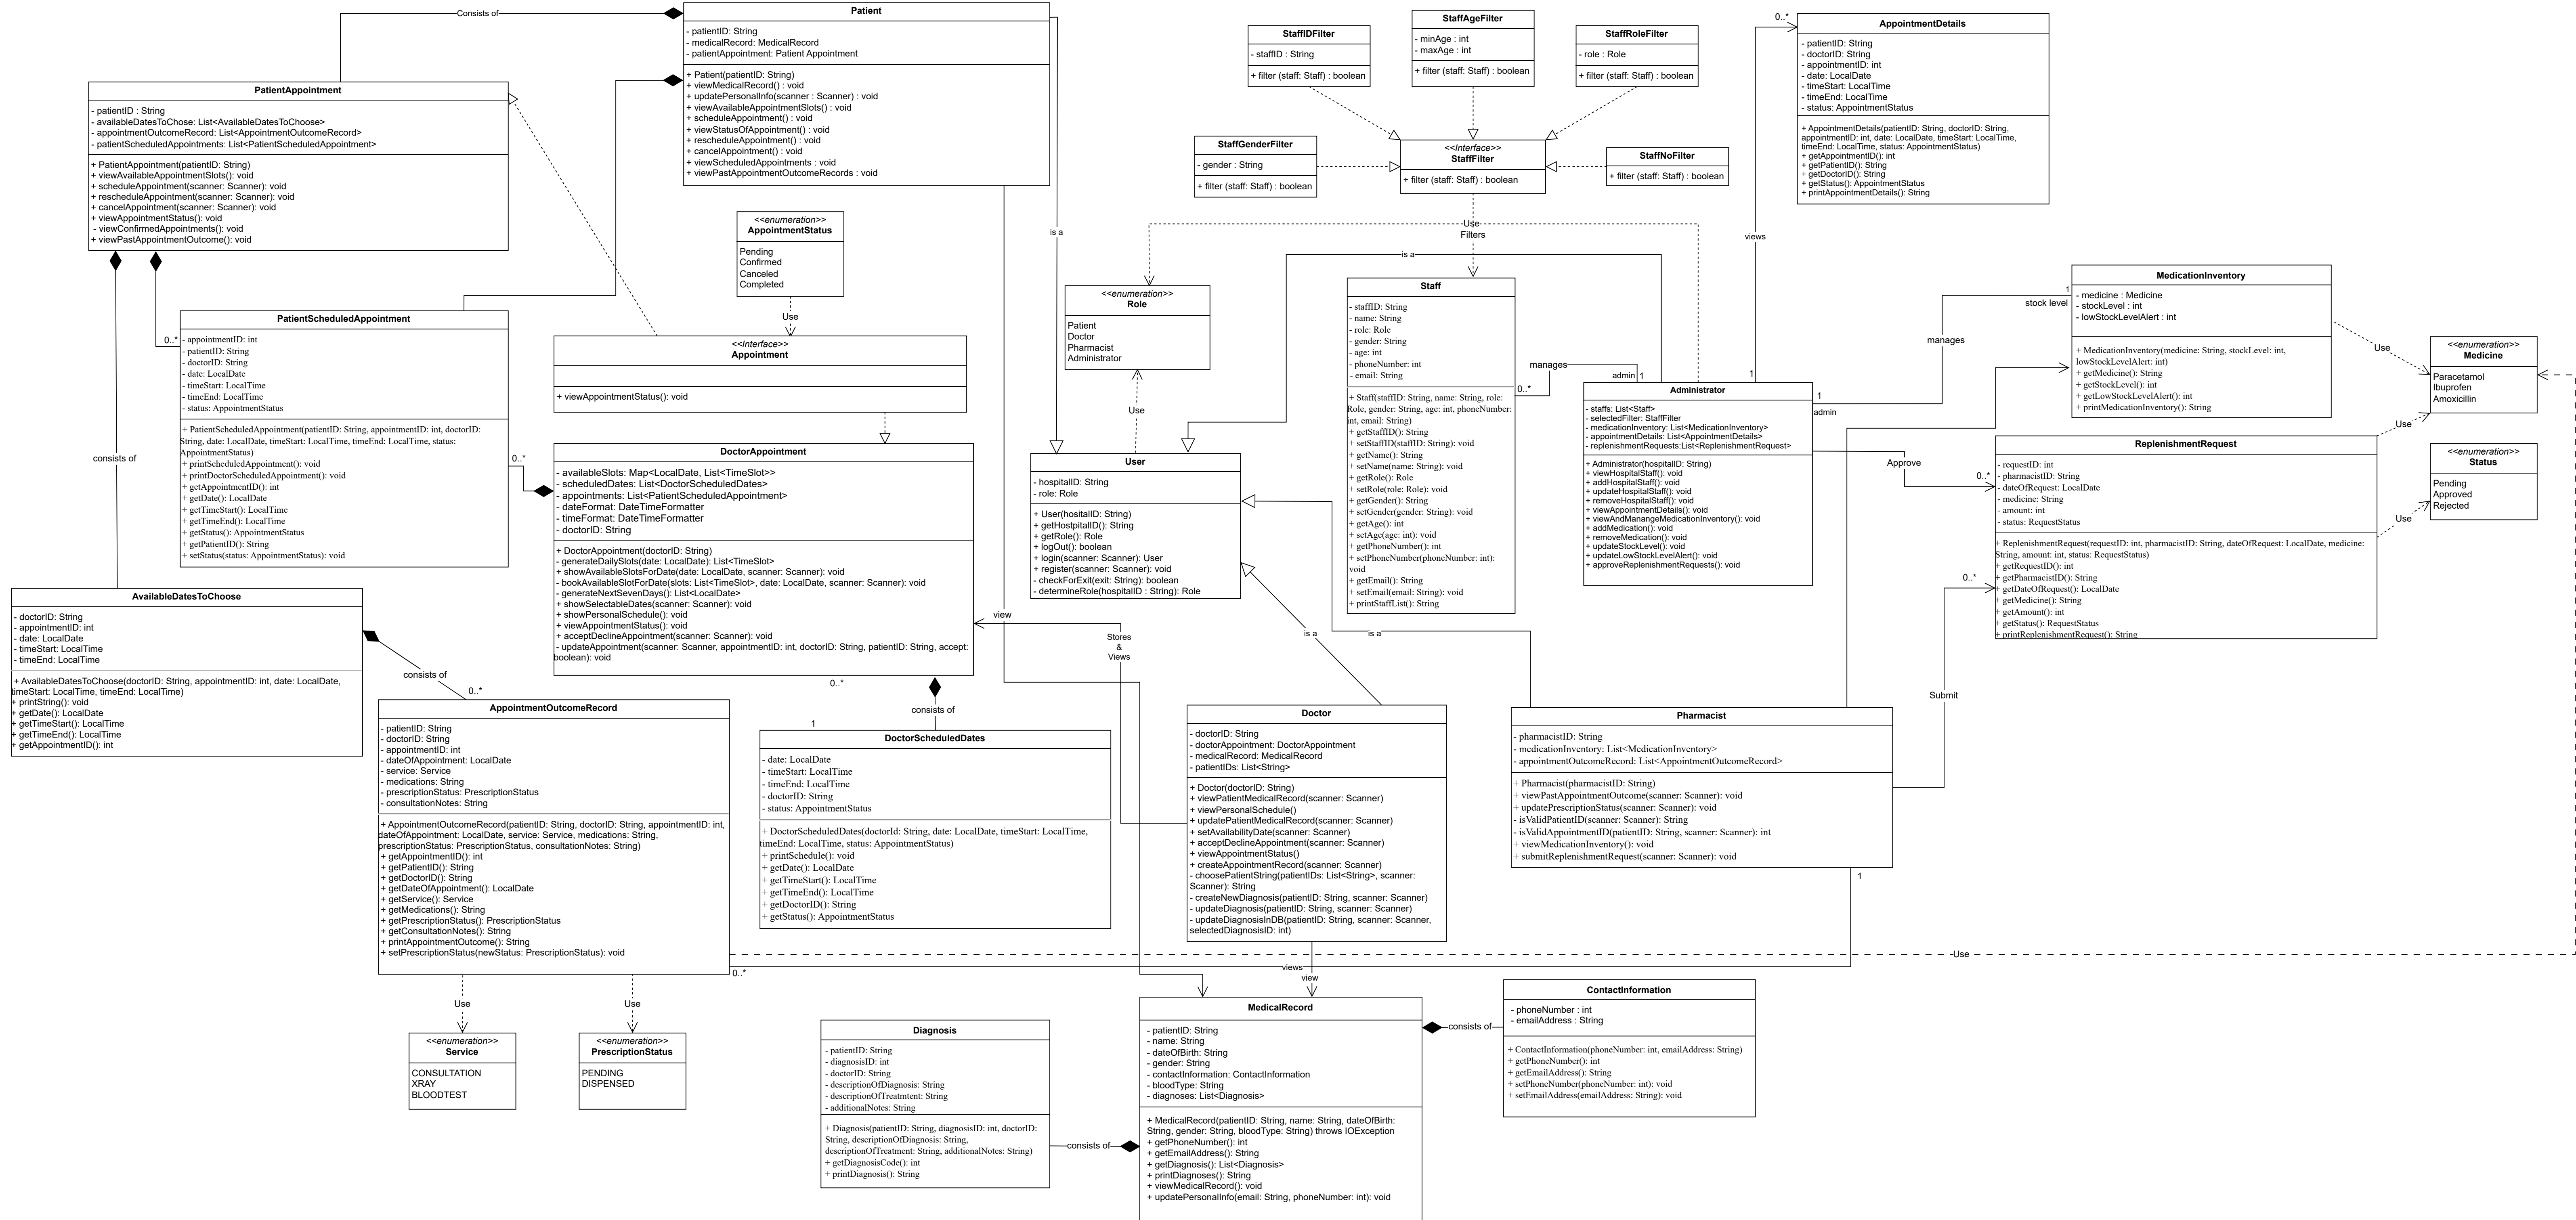 Patient
- patientID: String
- medicalRecord: MedicalRecord
- patientAppointment: Patient Appointment
+ Patient(patientID: String)
+ viewMedicalRecord() : void
+ updatePersonalInfo(scanner : Scanner) : void
+ viewAvailableAppointmentSlots() : void
+ scheduleAppointment() : void
+ viewStatusOfAppointment() : void
+ rescheduleAppointment() : void
+ cancelAppointment() : void
+ viewScheduledAppointments : void
+ viewPastAppointmentOutcomeRecords : void
Consists of
is a
PatientAppointment
- patientID : String
- availableDatesToChose: List<AvailableDatesToChoose>
- appointmentOutcomeRecord: List<AppointmentOutcomeRecord>
- patientScheduledAppointments: List<PatientScheduledAppointment>
+ PatientAppointment(patientID: String)
+ viewAvailableAppointmentSlots(): void
+ scheduleAppointment(scanner: Scanner): void
+ rescheduleAppointment(scanner: Scanner): void
+ cancelAppointment(scanner: Scanner): void
+ viewAppointmentStatus(): void
- viewConfirmedAppointments(): void
+ viewPastAppointmentOutcome(): void
StaffIDFilter
- staffID : String
+ filter (staff: Staff) : boolean
StaffAgeFilter
- minAge : int
- maxAge : int
+ filter (staff: Staff) : boolean
StaffRoleFilter
- role : Role
+ filter (staff: Staff) : boolean
StaffGenderFilter
- gender : String
+ filter (staff: Staff) : boolean
<<Interface>>
StaffFilter
+ filter (staff: Staff) : boolean
StaffNoFilter
+ filter (staff: Staff) : boolean
Use
Filters
0..*
AppointmentDetails
- patientID: String
- doctorID: String
- appointmentID: int
- date: LocalDate
- timeStart: LocalTime
- timeEnd: LocalTime
- status: AppointmentStatus
+ AppointmentDetails(patientID: String, doctorID: String,
appointmentID: int, date: LocalDate, timeStart: LocalTime,
timeEnd: LocalTime, status: AppointmentStatus)
+ getAppointmentID(): int
+ getPatientID(): String
+ getDoctorID(): String
+ getStatus(): AppointmentStatus
+ printAppointmentDetails(): String
views
1
<<enumeration>>
AppointmentStatus
Pending
Confirmed
Canceled
Completed
Use
<<Interface>>
Appointment
+ viewAppointmentStatus(): void
<<enumeration>>
Role
Patient
Doctor
Pharmacist
Administrator
Use
is a
Staff
- staffID: String
- name: String
- role: Role
- gender: String
- age: int
- phoneNumber: int
- email: String
+ Staff(staffID: String, name: String, role:
Role, gender: String, age: int, phoneNumber:
int, email: String)
+ getStaffID(): String
+ setStaffID(staffID: String): void
+ getName(): String
+ setName(name: String): void
+ getRole(): Role
+ setRole(role: Role): void
+ getGender(): String
+ setGender(gender: String): void
+ getAge(): int
+ setAge(age: int): void
+ getPhoneNumber(): int
+ setPhoneNumber(phoneNumber: int):
void
+ getEmail(): String
+ setEmail(email: String): void
+ printStaffList(): String
manages
0..*
admin
1
Administrator
- staffs: List<Staff>
- selectedFilter: StaffFilter
- medicationInventory: List<MedicationInventory>
- appointmentDetails: List<AppointmentDetails>
- replenishmentRequests:List<ReplenishmentRequest>
+ Administrator(hospitalID: String)
+ viewHospitalStaff(): void
+ addHospitalStaff(): void
+ updateHospitalStaff(): void
+ removeHospitalStaff(): void
+ viewAppointmentDetails(): void
+ viewAndManangeMedicationInventory(): void
+ addMedication(): void
+ removeMedication(): void
+ updateStockLevel(): void
+ updateLowStockLevelAlert(): void
+ approveReplenishmentRequests(): void
1
admin
manages
1
stock level
MedicationInventory
- medicine : Medicine
- stockLevel : int
- lowStockLevelAlert : int
+ MedicationInventory(medicine: String, stockLevel: int,
lowStockLevelAlert: int)
+ getMedicine(): String
+ getStockLevel(): int
+ getLowStockLevelAlert(): int
+ printMedicationInventory(): String
Use
<<enumeration>>
Medicine
Paracetamol
Ibuprofen
Amoxicillin
Use
ReplenishmentRequest
- requestID: int
- pharmacistID: String
- dateOfRequest: LocalDate
- medicine: String
- amount: int
- status: RequestStatus
+ ReplenishmentRequest(requestID: int, pharmacistID: String, dateOfRequest: LocalDate, medicine:
String, amount: int, status: RequestStatus)
+ getRequestID(): int
+ getPharmacistID(): String
+ getDateOfRequest(): LocalDate
+ getMedicine(): String
+ getAmount(): int
+ getStatus(): RequestStatus
+ printReplenishmentRequest(): String
Approve
0..*
0..*
Submit
<<enumeration>>
Status
Pending
Approved
Rejected
Use
PatientScheduledAppointment
- appointmentID: int
- patientID: String
- doctorID: String
- date: LocalDate
- timeStart: LocalTime
- timeEnd: LocalTime
- status: AppointmentStatus
+ PatientScheduledAppointment(patientID: String, appointmentID: int, doctorID:
String, date: LocalDate, timeStart: LocalTime, timeEnd: LocalTime, status:
AppointmentStatus)
+ printScheduledAppointment(): void
+ printDoctorScheduledAppointment(): void
+ getAppointmentID(): int
+ getDate(): LocalDate
+ getTimeStart(): LocalTime
+ getTimeEnd(): LocalTime
+ getStatus(): AppointmentStatus
+ getPatientID(): String
+ setStatus(status: AppointmentStatus): void
0..*
0..*
consists of
DoctorAppointment
- availableSlots: Map<LocalDate, List<TimeSlot>>
- scheduledDates: List<DoctorScheduledDates>
- appointments: List<PatientScheduledAppointment>
- dateFormat: DateTimeFormatter
- timeFormat: DateTimeFormatter
- doctorID: String
+ DoctorAppointment(doctorID: String)
- generateDailySlots(date: LocalDate): List<TimeSlot>
+ showAvailableSlotsForDate(date: LocalDate, scanner: Scanner): void
- bookAvailableSlotForDate(slots: List<TimeSlot>, date: LocalDate, scanner: Scanner): void
- generateNextSevenDays(): List<LocalDate>
+ showSelectableDates(scanner: Scanner): void
+ showPersonalSchedule(): void
+ viewAppointmentStatus(): void
+ acceptDeclineAppointment(scanner: Scanner): void
- updateAppointment(scanner: Scanner, appointmentID: int, doctorID: String, patientID: String, accept:
boolean): void
User
- hospitalID: String
- role: Role
+ User(hositalID: String)
+ getHostpitalID(): String
+ getRole(): Role
+ logOut(): boolean
+ login(scanner: Scanner): User
+ register(scanner: Scanner): void
- checkForExit(exit: String): boolean
- determineRole(hospitalID : String): Role
view
Stores
&
Views
is a
is a
AvailableDatesToChoose
- doctorID: String
- appointmentID: int
- date: LocalDate
- timeStart: LocalTime
- timeEnd: LocalTime
+ AvailableDatesToChoose(doctorID: String, appointmentID: int, date: LocalDate,
timeStart: LocalTime, timeEnd: LocalTime)
+ printString(): void
+ getDate(): LocalDate
+ getTimeStart(): LocalTime
+ getTimeEnd(): LocalTime
+ getAppointmentID(): int
consists of
0..*
AppointmentOutcomeRecord
- patientID: String
- doctorID: String
- appointmentID: int
- dateOfAppointment: LocalDate
- service: Service
- medications: String
- prescriptionStatus: PrescriptionStatus
- consultationNotes: String
+ AppointmentOutcomeRecord(patientID: String, doctorID: String, appointmentID: int,
dateOfAppointment: LocalDate, service: Service, medications: String,
prescriptionStatus: PrescriptionStatus, consultationNotes: String)
+ getAppointmentID(): int
+ getPatientID(): String
+ getDoctorID(): String
+ getDateOfAppointment(): LocalDate
+ getService(): Service
+ getMedications(): String
+ getPrescriptionStatus(): PrescriptionStatus
+ getConsultationNotes(): String
+ printAppointmentOutcome(): String
+ setPrescriptionStatus(newStatus: PrescriptionStatus): void
0..*
consists of
1
DoctorScheduledDates
- date: LocalDate
- timeStart: LocalTime
- timeEnd: LocalTime
- doctorID: String
- status: AppointmentStatus
+ DoctorScheduledDates(doctorId: String, date: LocalDate, timeStart: LocalTime,
timeEnd: LocalTime, status: AppointmentStatus)
+ printSchedule(): void
+ getDate(): LocalDate
+ getTimeStart(): LocalTime
+ getTimeEnd(): LocalTime
+ getDoctorID(): String
+ getStatus(): AppointmentStatus
Doctor
- doctorID: String
- doctorAppointment: DoctorAppointment
- medicalRecord: MedicalRecord
- patientIDs: List<String>
+ Doctor(doctorID: String)
+ viewPatientMedicalRecord(scanner: Scanner)
+ viewPersonalSchedule()
+ updatePatientMedicalRecord(scanner: Scanner)
+ setAvailabilityDate(scanner: Scanner)
+ acceptDeclineAppointment(scanner: Scanner)
+ viewAppointmentStatus()
+ createAppointmentRecord(scanner: Scanner)
- choosePatientString(patientIDs: List<String>, scanner:
Scanner): String
- createNewDiagnosis(patientID: String, scanner: Scanner)
- updateDiagnosis(patientID: String, scanner: Scanner)
- updateDiagnosisInDB(patientID: String, scanner: Scanner,
selectedDiagnosisID: int)
Pharmacist
- pharmacistID: String
- medicationInventory: List<MedicationInventory>
- appointmentOutcomeRecord: List<AppointmentOutcomeRecord>
+ Pharmacist(pharmacistID: String)
+ viewPastAppointmentOutcome(scanner: Scanner): void
+ updatePrescriptionStatus(scanner: Scanner): void
- isValidPatientID(scanner: Scanner): String
- isValidAppointmentID(patientID: String, scanner: Scanner): int
+ viewMedicationInventory(): void
+ submitReplenishmentRequest(scanner: Scanner): void
1
Use
0..*
views
view
Use
Use
<<enumeration>>
Service
CONSULTATION
XRAY
BLOODTEST
<<enumeration>>
PrescriptionStatus
PENDING
DISPENSED
Diagnosis
- patientID: String
- diagnosisID: int
- doctorID: String
- descriptionOfDiagnosis: String
- descriptionOfTreatment: String
- additionalNotes: String
+ Diagnosis(patientID: String, diagnosisID: int, doctorID:
String, descriptionOfDiagnosis: String,
descriptionOfTreatment: String, additionalNotes: String)
+ getDiagnosisCode(): int
+ printDiagnosis(): String
consists of
MedicalRecord
- patientID: String
- name: String
- dateOfBirth: String
- gender: String
- contactInformation: ContactInformation
- bloodType: String
- diagnoses: List<Diagnosis>
+ MedicalRecord(patientID: String, name: String, dateOfBirth:
String, gender: String, bloodType: String) throws IOException
+ getPhoneNumber(): int
+ getEmailAddress(): String
+ getDiagnosis(): List<Diagnosis>
+ printDiagnoses(): String
+ viewMedicalRecord(): void
+ updatePersonalInfo(email: String, phoneNumber: int): void
consists of
ContactInformation
- phoneNumber : int
- emailAddress : String
+ ContactInformation(phoneNumber: int, emailAddress: String)
+ getPhoneNumber(): int
+ getEmailAddress(): String
+ setPhoneNumber(phoneNumber: int): void
+ setEmailAddress(emailAddress: String): void